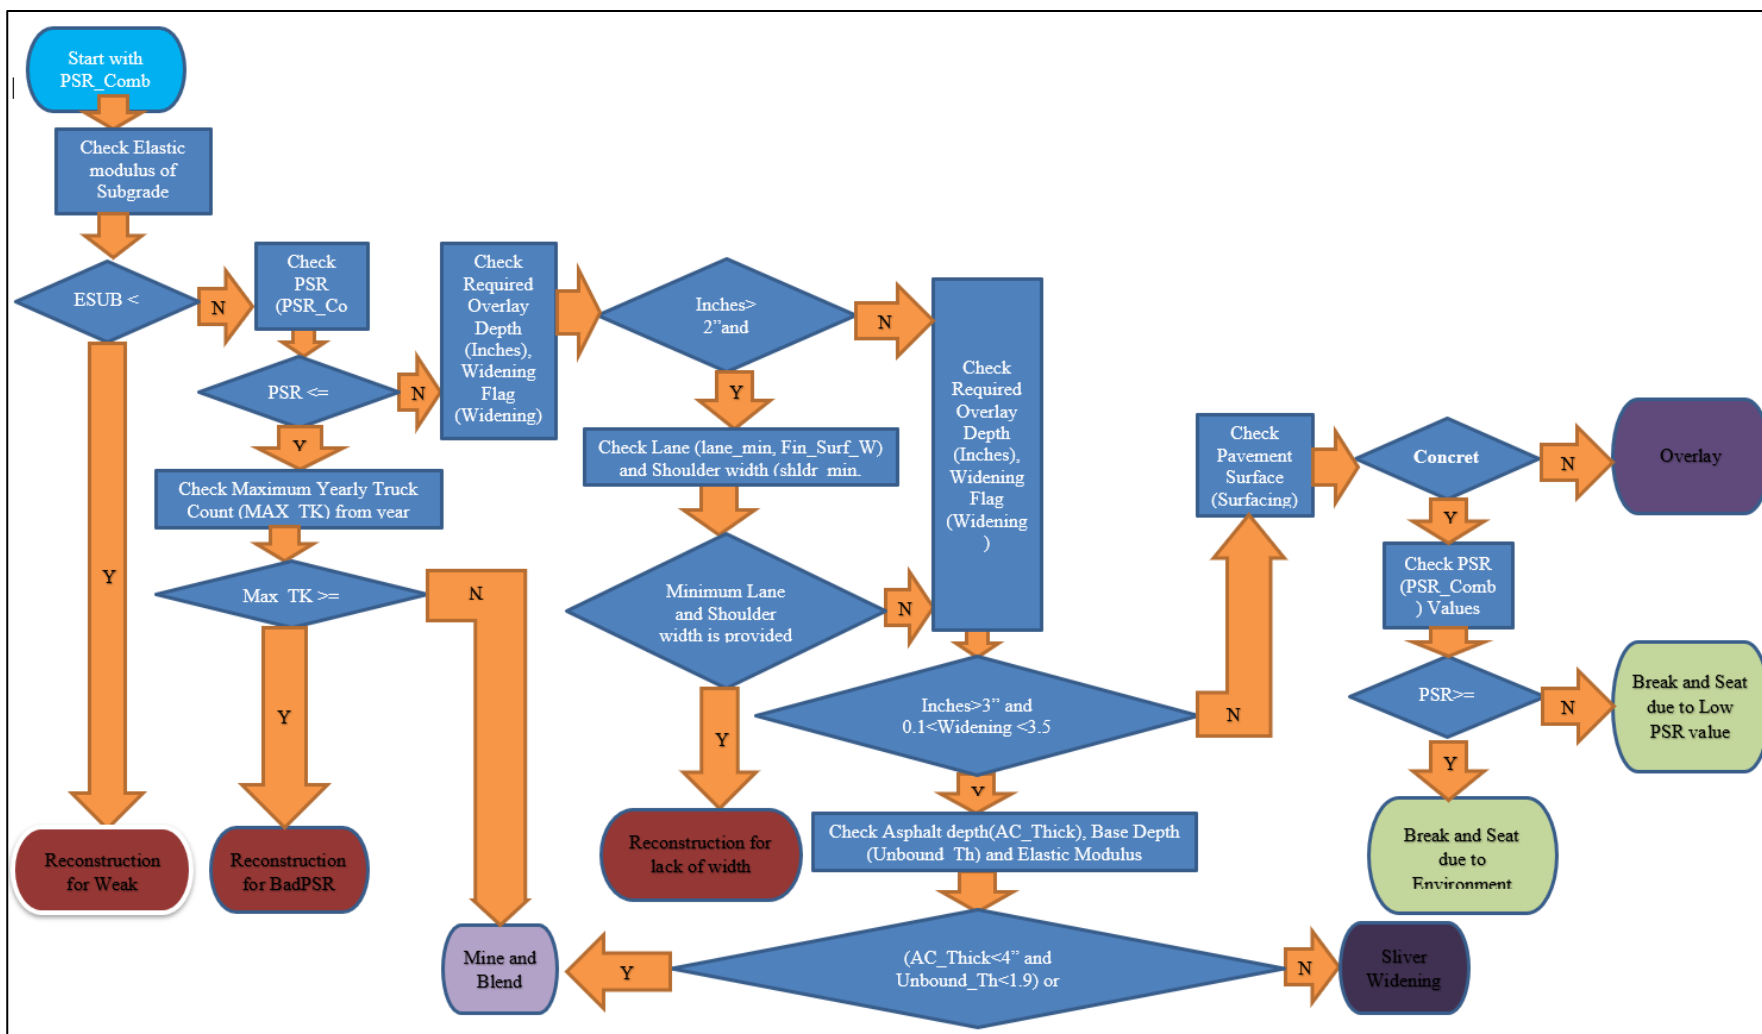 Start with
PSR_Comb
Check Elastic
modulus of
Subgrade
ESUB <
N
Y
Reconstruction
for Weak
Check
PSR
(PSR_Co
PSR <=
N
Y
Check Maximum Yearly Truck
Count (MAX_TK) from year
Max_TK >=
N
Y
Reconstruction
for BadPSR
Check
Required
Overlay
Depth
(Inches),
Widening
Flag
(Widening)
Inches>
2”and
N
Y
Check Lane (lane_min, Fin_Surf_W)
and Shoulder width (shldr_min,
Minimum Lane
and Shoulder
width is provided
N
Y
Reconstruction for
lack of width
Check
Required
Overlay
Depth
(Inches),
Widening
Flag
(Widening
)
Inches>3” and
0.1<Widening <3.5
N
Y
Check Asphalt depth(AC_Thick), Base Depth
(Unbound_Th) and Elastic Modulus
(AC_Thick<4” and
Unbound_Th<1.9) or
Y
Mine and
Blend
N
Sliver
Widening
Check
Pavement
Surface
(Surfacing)
Concret
N
Overlay
Y
Check PSR
(PSR_Comb
) Values
PSR>=
N
Break and Seat
due to Low
PSR value
Y
Break and Seat
due to
Environment